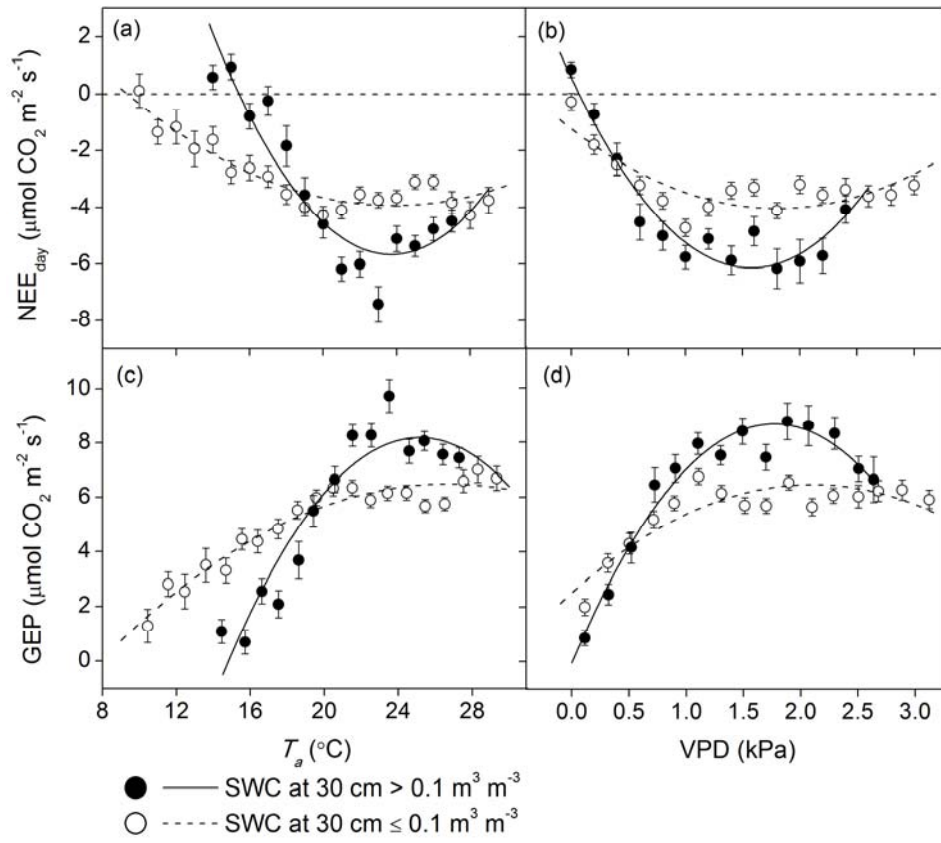 (a)
(b)
2
0
-2
-4
-6
-8
NEE_day (μmol CO₂ m⁻² s⁻¹)
(c)
(d)
10
8
6
4
2
0
GEP (μmol CO₂ m⁻² s⁻¹)
8 12 16 20 24 28 0.0 0.5 1.0 1.5 2.0 2.5 3.0
T_a (°C) VPD (kPa)
SWC at 30 cm > 0.1 m³ m⁻³
SWC at 30 cm ≤ 0.1 m³ m⁻³